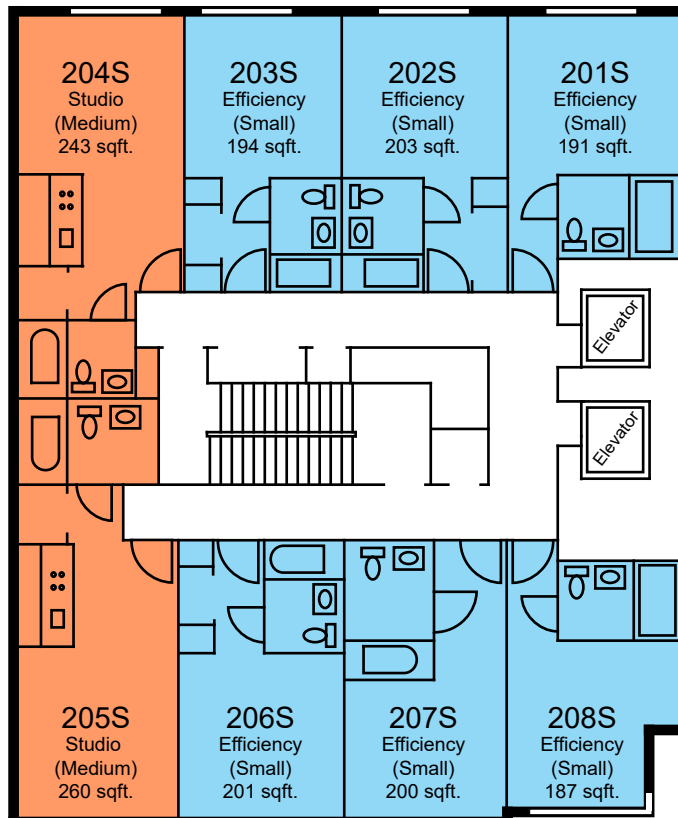 204S
Studio
(Medium)
243 sqft.
203S
Efficiency
(Small)
194 sqft.
202S
Efficiency
(Small)
203 sqft.
201S
Efficiency
(Small)
191 sqft.
Elevator
Elevator
205S
Studio
(Medium)
260 sqft.
206S
Efficiency
(Small)
201 sqft.
207S
Efficiency
(Small)
200 sqft.
208S
Efficiency
(Small)
187 sqft.